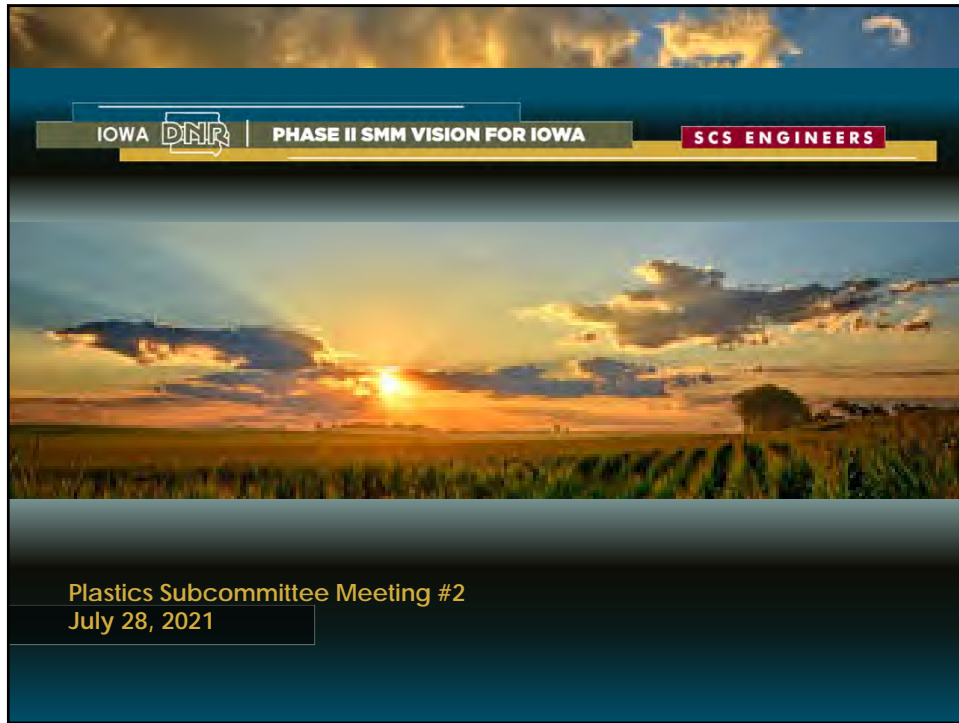 IOWA DNR | PHASE II SMM VISION FOR IOWA
SCS ENGINEERS
Plastics Subcommittee Meeting #2
July 28, 2021